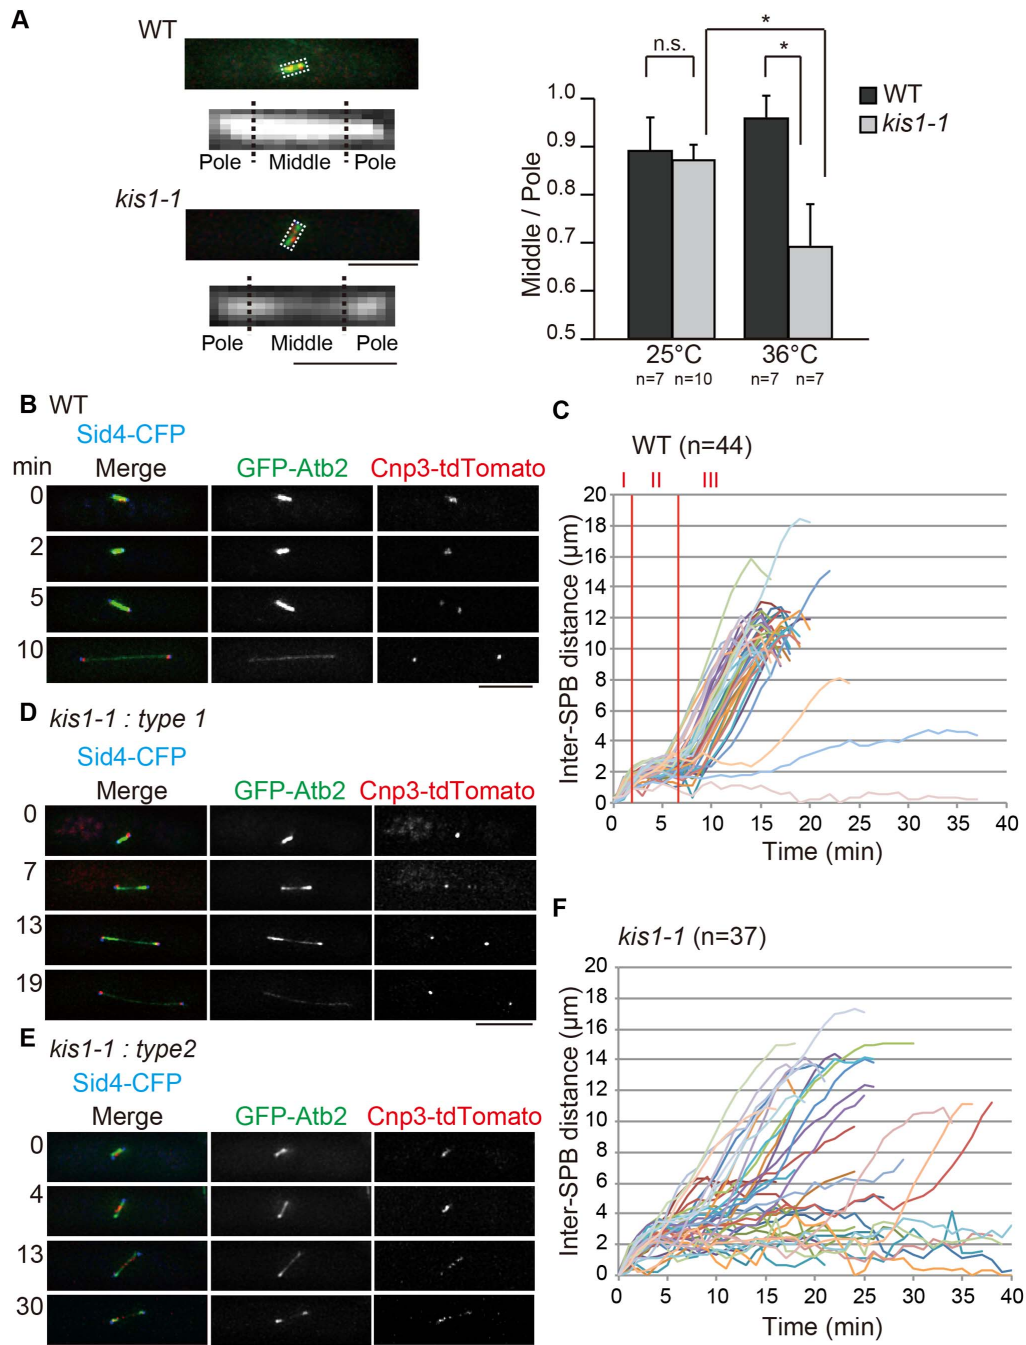 A
WT
Pole Middle Pole
kis1-1
Pole Middle Pole
*
n.s. *
WT
kis1-1
Middle / Pole
1.0
0.9
0.8
0.7
0.6
0.5
25°C 36°C
n=7 n=10 n=7 n=7
B WT
Sid4-CFP
min Merge GFP-Atb2 Cnp3-tdTomato
0
2
5
10
C
WT (n=44)
I II III
Inter-SPB distance (µm)
20
18
16
14
12
10
8
6
4
2
0
0 5 10 15 20 25 30 35 40
Time (min)
D kis1-1 : type 1
Sid4-CFP
Merge GFP-Atb2 Cnp3-tdTomato
0
7
13
19
E kis1-1 : type2
Sid4-CFP
Merge GFP-Atb2 Cnp3-tdTomato
0
4
13
30
F
kis1-1 (n=37)
Inter-SPB distance (µm)
20
18
16
14
12
10
8
6
4
2
0
0 5 10 15 20 25 30 35 40
Time (min)